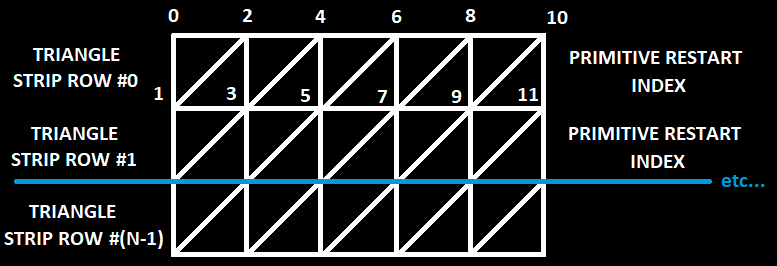 0 2 4 6 8 10
TRIANGLE
STRIP ROW #0
PRIMITIVE RESTART
INDEX
1 3 5 7 9 11
TRIANGLE
STRIP ROW #1
PRIMITIVE RESTART
INDEX
etc...
TRIANGLE
STRIP ROW #(N-1)